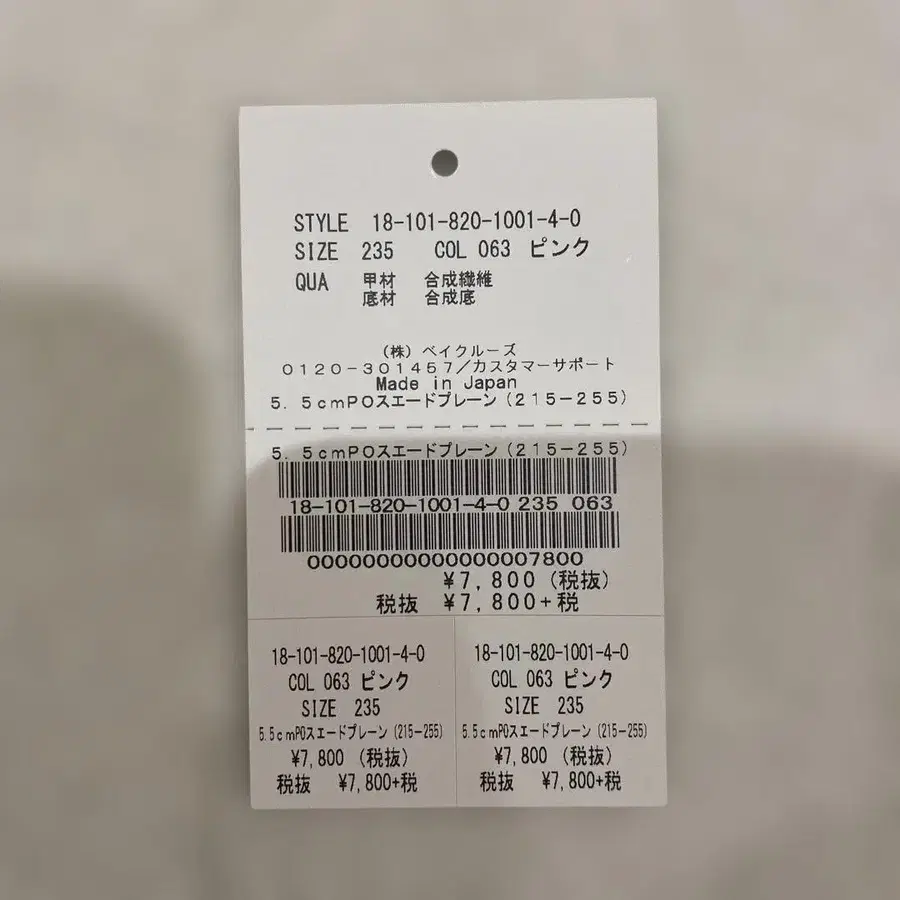 STYLE 18-101-820-1001-4-0
SIZE 235 COL 063 ピンク
QUA 甲材 合成繊維
底材 合成底
(株) ベイクルーズ
0120-301457/カスタマーサポート
Made in Japan
5.5cmPOスエードプレーン(215-255)
5.5cmPOスエードプレーン(215-255)
18-101-820-1001-4-0 235 063
00000000000000007800
¥7,800 (税抜)
税抜 ¥7,800+税
18-101-820-1001-4-0
COL 063 ピンク
SIZE 235
5.5cmPOスエードプレーン(215-255)
¥7,800 (税抜)
税抜 ¥7,800+税
18-101-820-1001-4-0
COL 063 ピンク
SIZE 235
5.5cmPOスエードプレーン(215-255)
¥7,800 (税抜)
税抜 ¥7,800+税